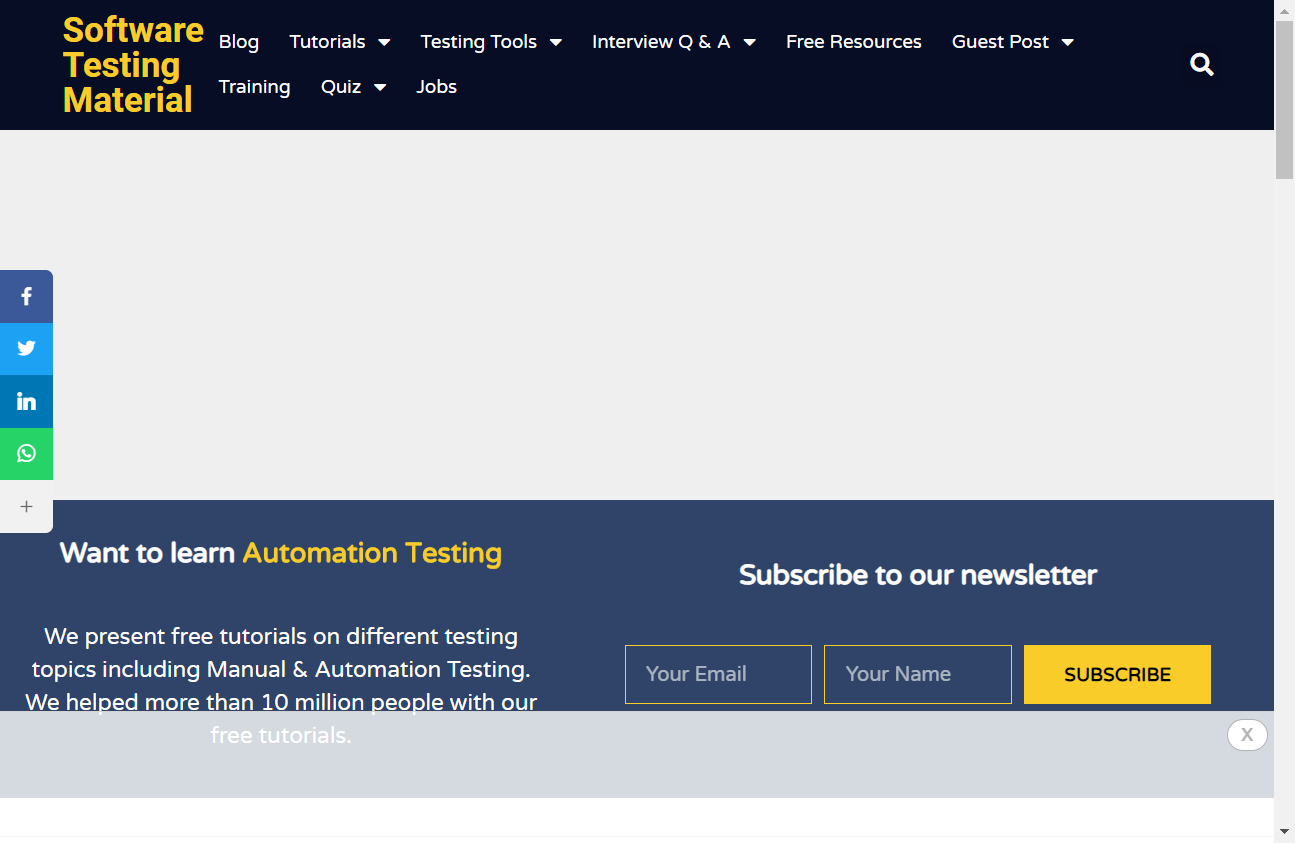 Software
Testing
Material
Blog Tutorials Testing Tools Interview Q & A Free Resources Guest Post
Training Quiz Jobs
Want to learn Automation Testing
We present free tutorials on different testing
topics including Manual & Automation Testing.
We helped more than 10 million people with our
free tutorials.
Subscribe to our newsletter
Your Email Your Name SUBSCRIBE
X